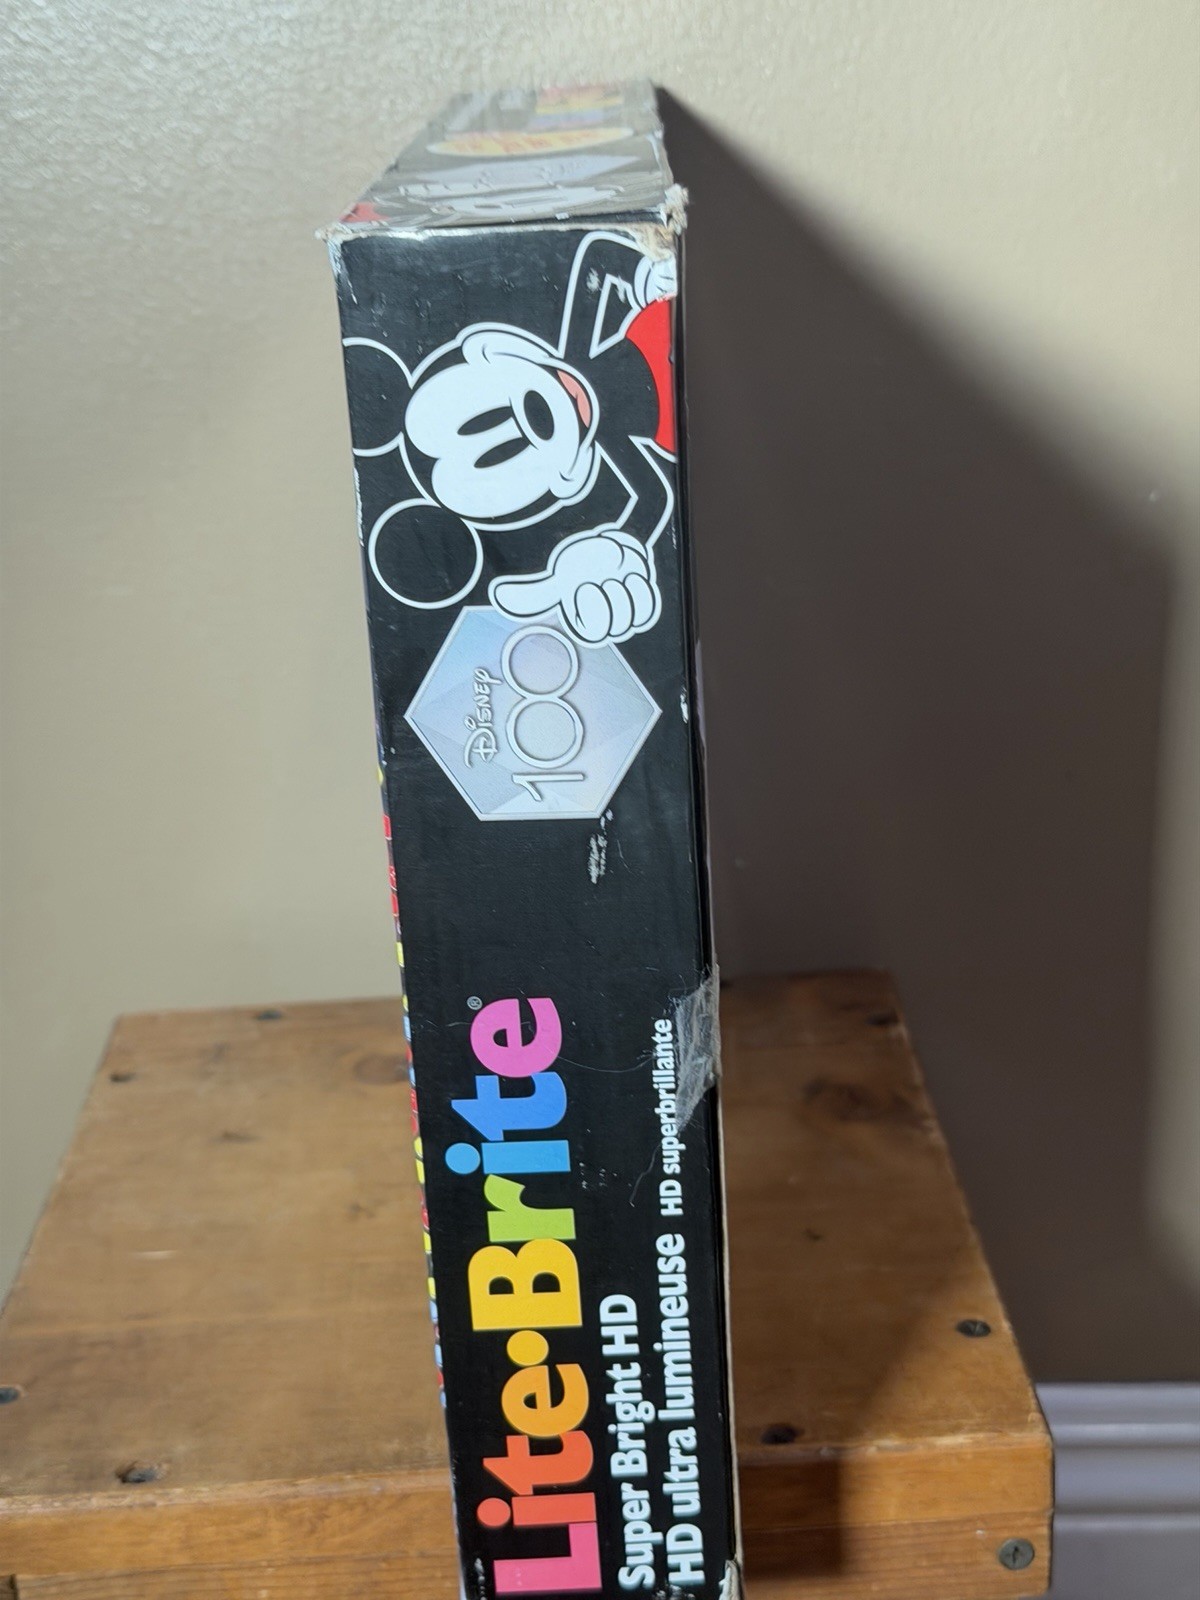 Disney
100
Lite•Brite®
Super Bright HD
HD ultra lumineuse HD superbrillante